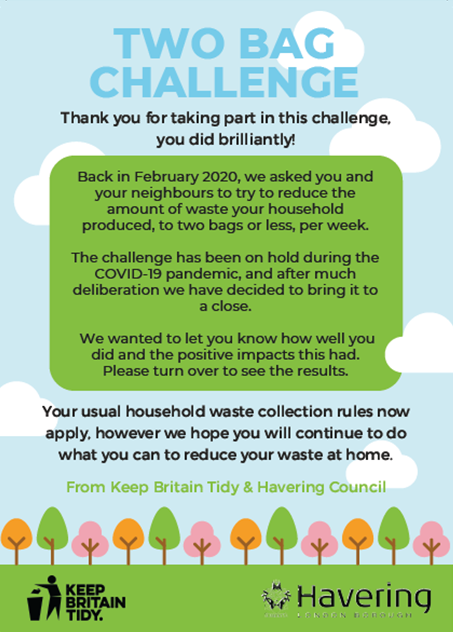 TWO BAG
CHALLENGE
Thank you for taking part in this challenge,
you did brilliantly!
Back in February 2020, we asked you and
your neighbours to try to reduce the
amount of waste your household
produced, to two bags or less, per week.
The challenge has been on hold during the
COVID-19 pandemic, and after much
deliberation we have decided to bring it to
a close.
We wanted to let you know how well you
did and the positive impacts this had.
Please turn over to see the results.
Your usual household waste collection rules now
apply, however we hope you will continue to do
what you can to reduce your waste at home.
From Keep Britain Tidy & Havering Council
KEEP
BRITAIN
TIDY.
Havering
LONDON BOROUGH